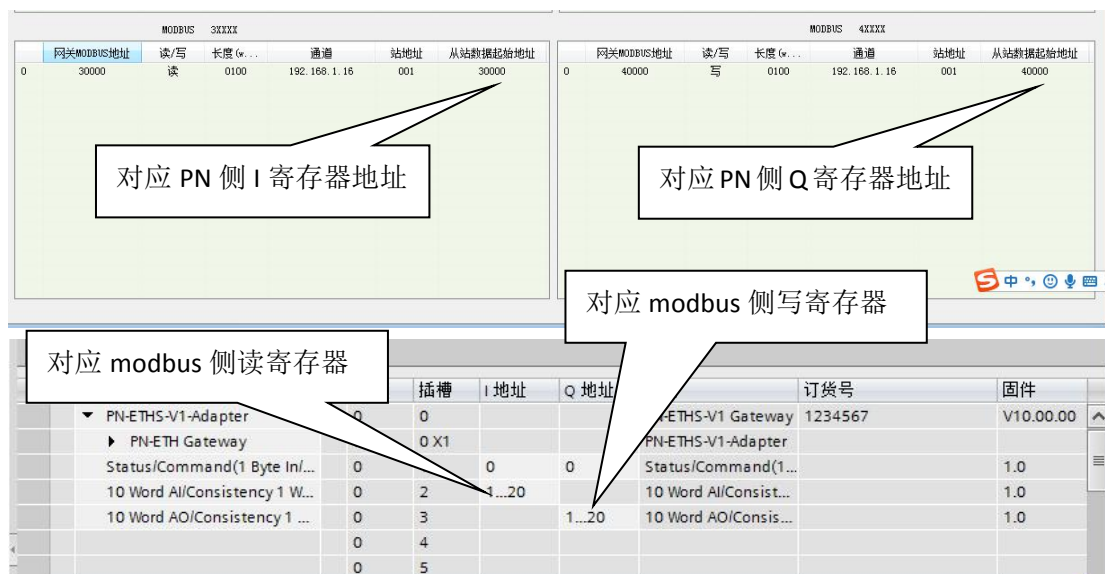 MODBUS 3XXXX
网关MODBUS地址 读/写 长度(w... 通道 站地址 从站数据起始地址
0 30000 读 0100 192.168.1.16 001 30000
对应 PN 侧 I 寄存器地址
MODBUS 4XXXX
网关MODBUS地址 读/写 长度(w... 通道 站地址 从站数据起始地址
0 40000 写 0100 192.168.1.16 001 40000
对应 PN 侧 Q 寄存器地址
中
对应 modbus 侧写寄存器
对应 modbus 侧读寄存器
插槽 I 地址 Q 地址 订货号 固件
PN-ETHS-V1-Adapter 0 0 PN-ETHS-V1 Gateway 1234567 V10.00.00
PN-ETH Gateway 0 X1 PN-ETHS-V1-Adapter
Status/Command(1 Byte In/... 0 0 0 Status/Command(1... 1.0
10 Word AI/Consistency 1 W... 0 2 1...20 10 Word AI/Consist... 1.0
10 Word AO/Consistency 1 ... 0 3 1...20 10 Word AO/Consis... 1.0
0 4
0 5